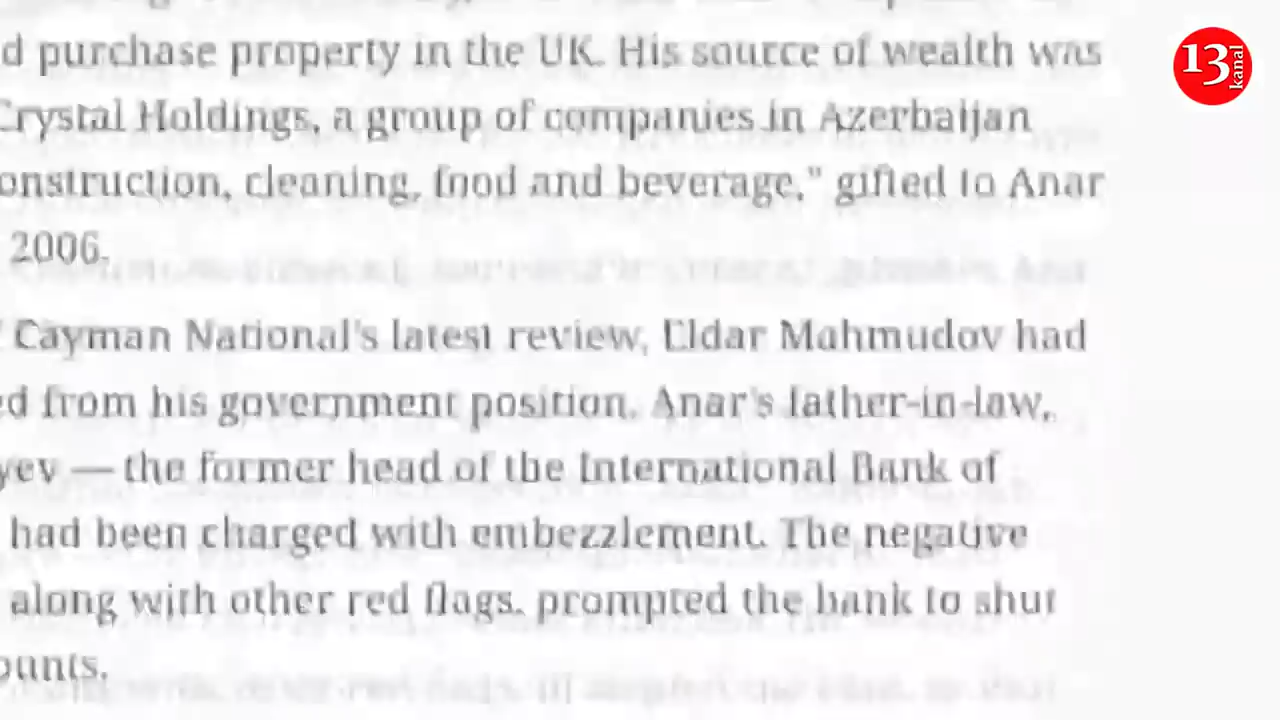 d purchase property in the UK. His source of wealth was
Crystal Holdings, a group of companies in Azerbaijan
onstruction, cleaning, food and beverage," gifted to Anar
2006.
Cayman National's latest review, Eldar Mahmudov had
ed from his government position. Anar's father-in-law,
yev — the former head of the International Bank of
had been charged with embezzlement. The negative
along with other red flags, prompted the bank to shut
ounts.
13 kanal